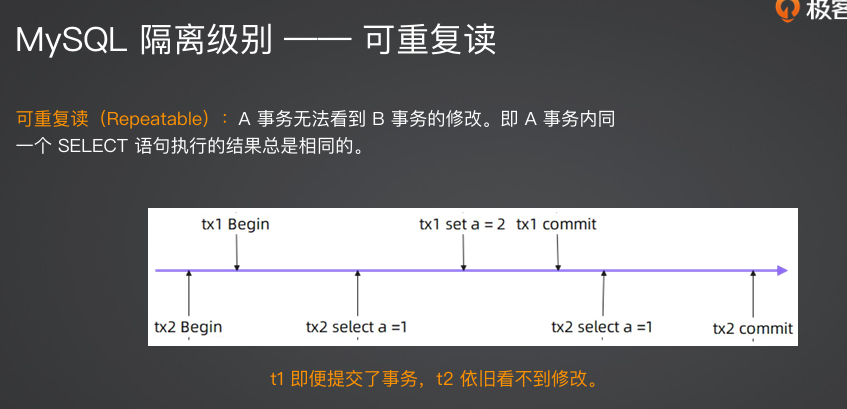 极客
MySQL 隔离级别 —— 可重复读
可重复读（Repeatable）：A 事务无法看到 B 事务的修改。即 A 事务内同
一个 SELECT 语句执行的结果总是相同的。
tx1 Begin
tx1 set a = 2
tx1 commit
tx2 Begin
tx2 select a =1
tx2 select a =1
tx2 commit
t1 即便提交了事务，t2 依旧看不到修改。